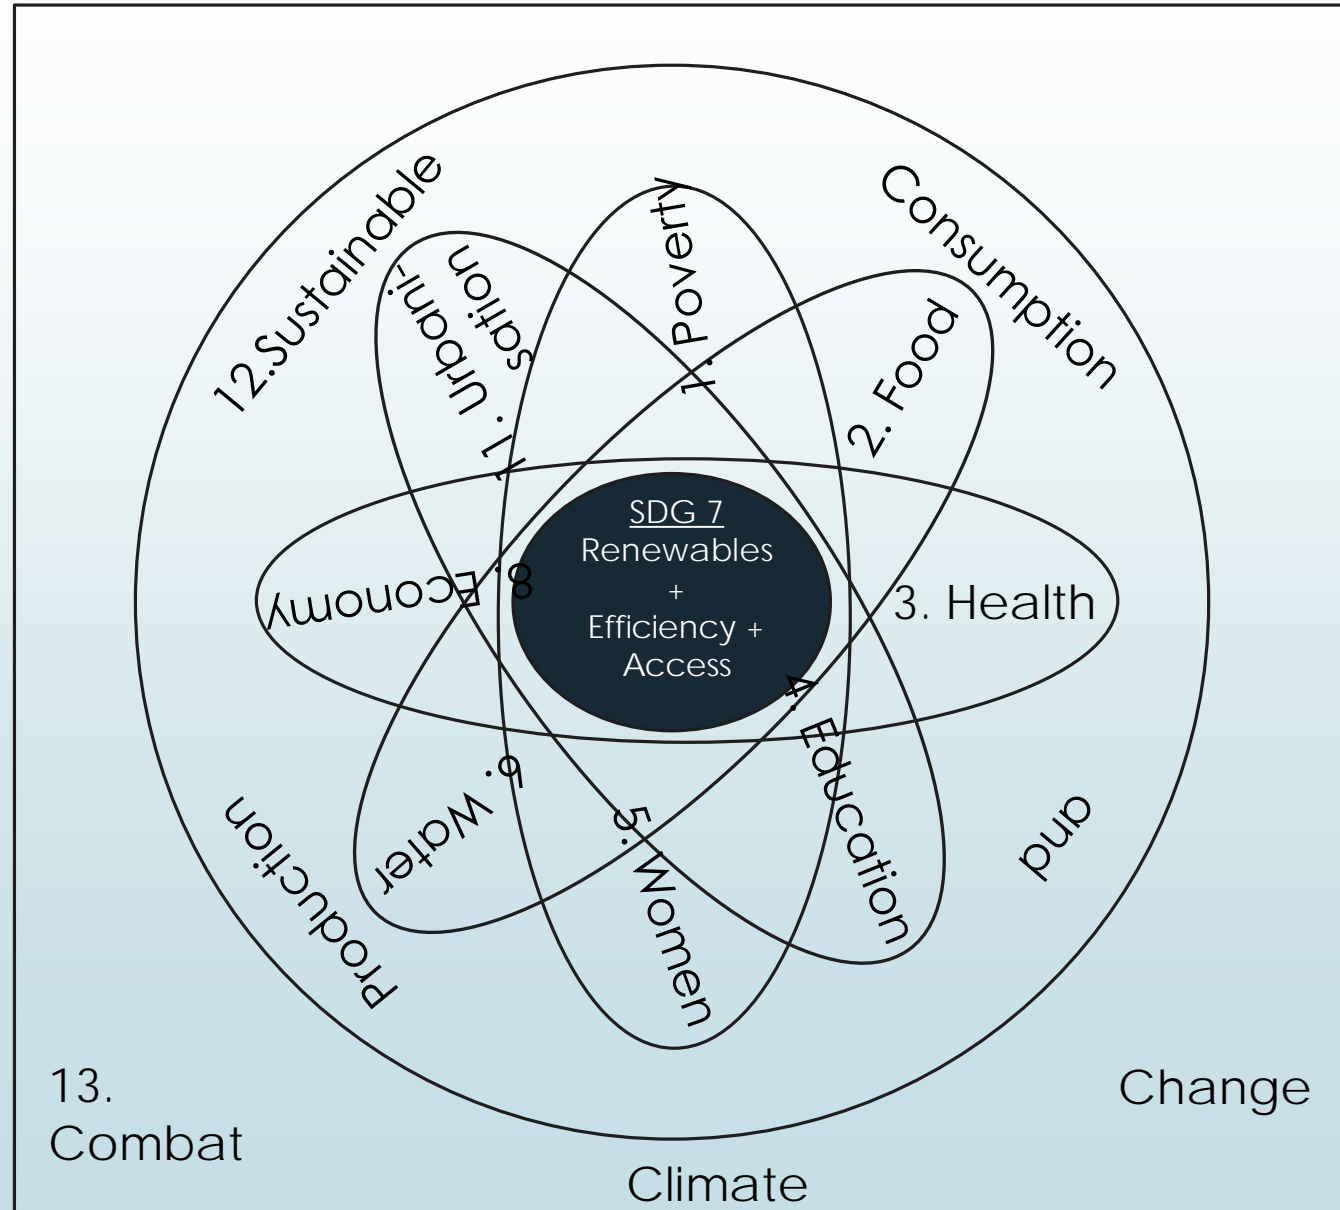 12.Sustainable
Consumption
and
Production
1. Poverty
2. Food
3. Health
4. Education
5. Women
6. Water
8. Economy
11. Urbani-
sation
SDG 7
Renewables
+
Efficiency +
Access
13.
Combat
Climate
Change